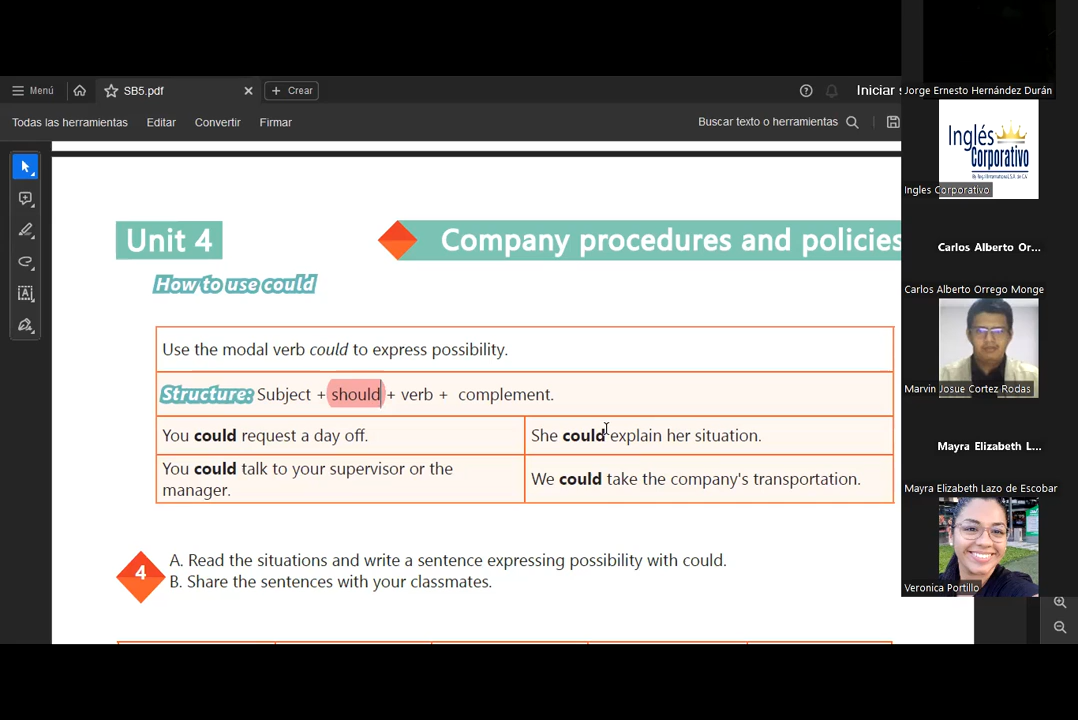 Menú
SB5.pdf
Crear
Iniciar s
Todas las herramientas
Editar
Convertir
Firmar
Buscar texto o herramientas
Unit 4
Company procedures and policies
How to use could
Use the modal verb could to express possibility.
Structure: Subject + should + verb + complement.
You could request a day off.
She could explain her situation.
You could talk to your supervisor or the
manager.
We could take the company's transportation.
4
A. Read the situations and write a sentence expressing possibility with could.
B. Share the sentences with your classmates.
Jorge Ernesto Hernández Durán
Inglés
Corporativo
Ingles Corporativo
Carlos Alberto Or...
Carlos Alberto Orrego Monge
Marvin Josue Cortez Rodas
Mayra Elizabeth L...
Mayra Elizabeth Lazo de Escobar
Veronica Portillo